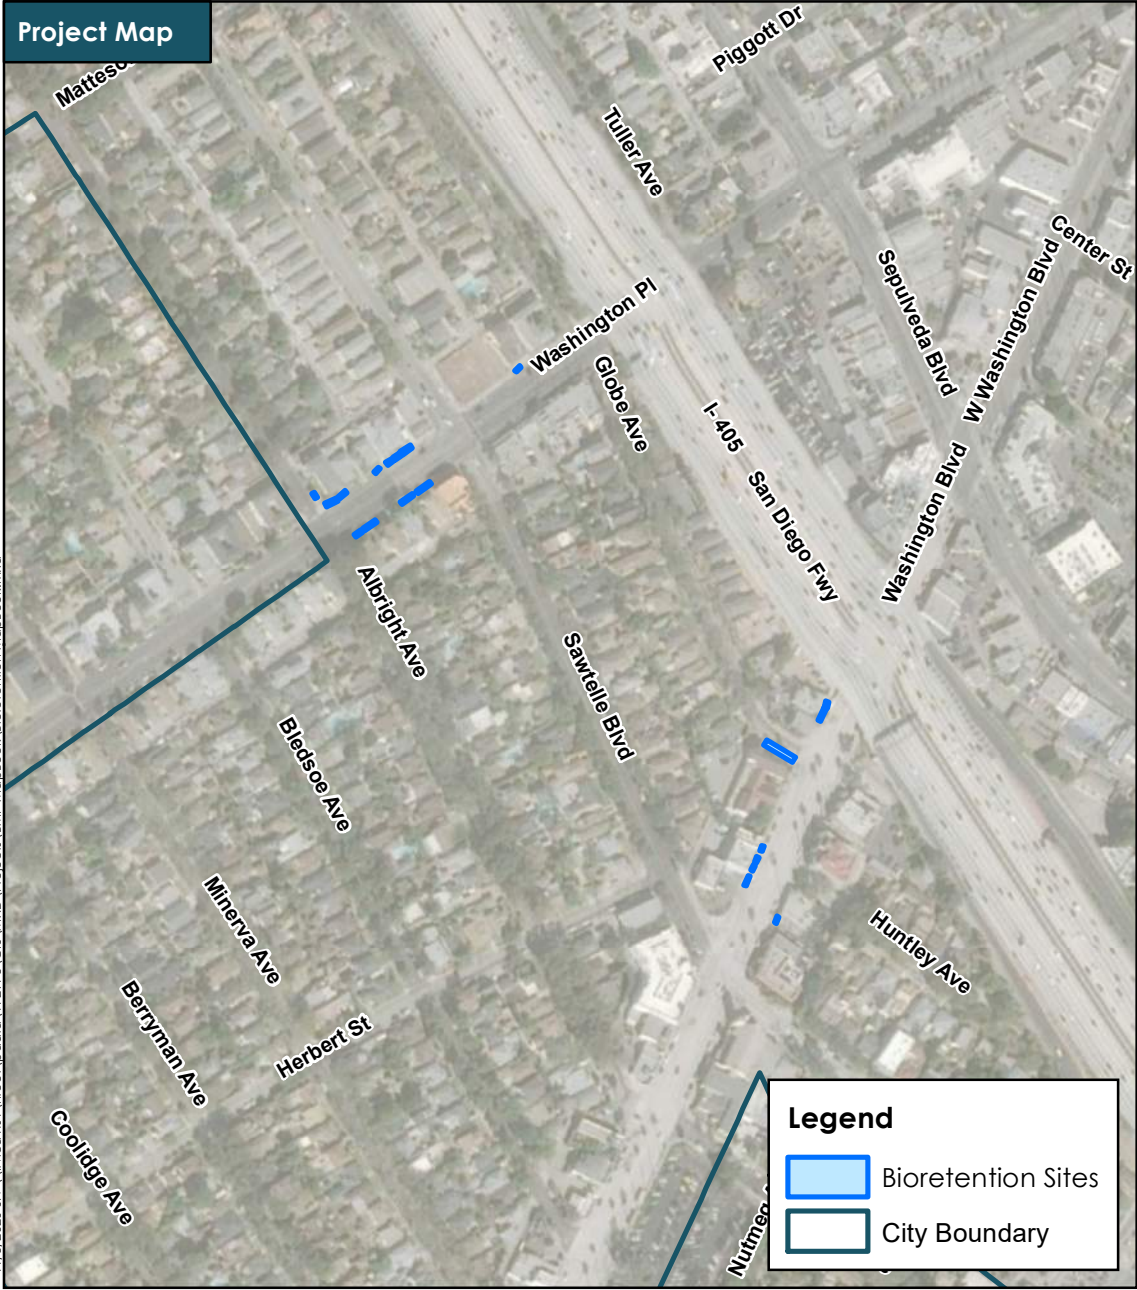 Project Map
Piggott Dr
Tuller Ave
Center St
Sepulveda Blvd
W Washington Blvd
Washington Pl
Globe Ave
I-405
San Diego Fwy
Washington Blvd
Albright Ave
Sawtelle Blvd
Bledsoe Ave
Minerva Ave
Huntley Ave
Berryman Ave
Herbert St
Coolidge Ave
Legend
Bioretention Sites
City Boundary